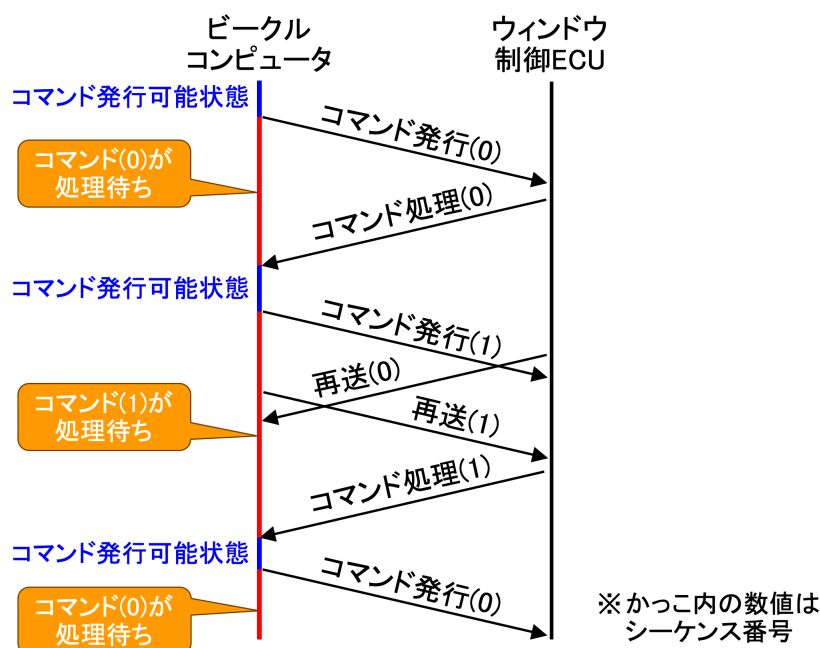 ビークル
コンピュータ
ウィンドウ
制御ECU
コマンド発行可能状態
コマンド発行(0)
コマンド(0)が
処理待ち
コマンド処理(0)
コマンド発行可能状態
コマンド発行(1)
再送(0)
コマンド(1)が
処理待ち
再送(1)
コマンド処理(1)
コマンド発行可能状態
コマンド発行(0)
コマンド(0)が
処理待ち
※かっこ内の数値は
シーケンス番号